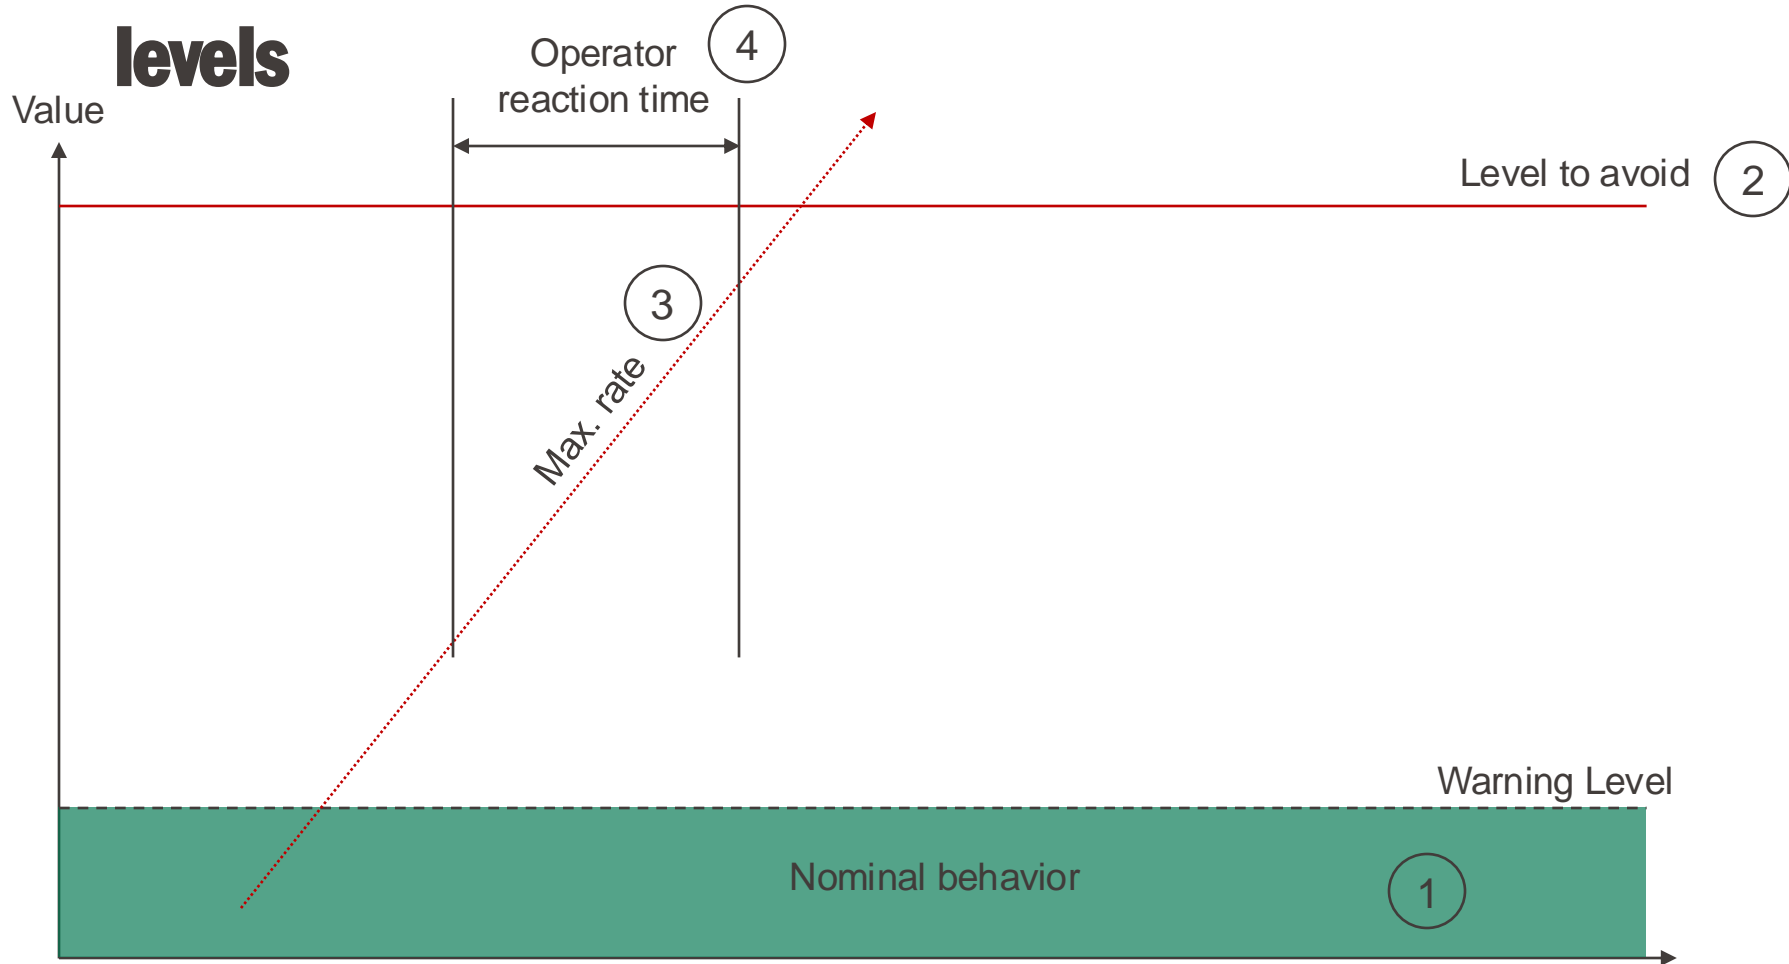 levels
Value
Operator
reaction time
4
Level to avoid
2
3
Max. rate
Warning Level
Nominal behavior
1